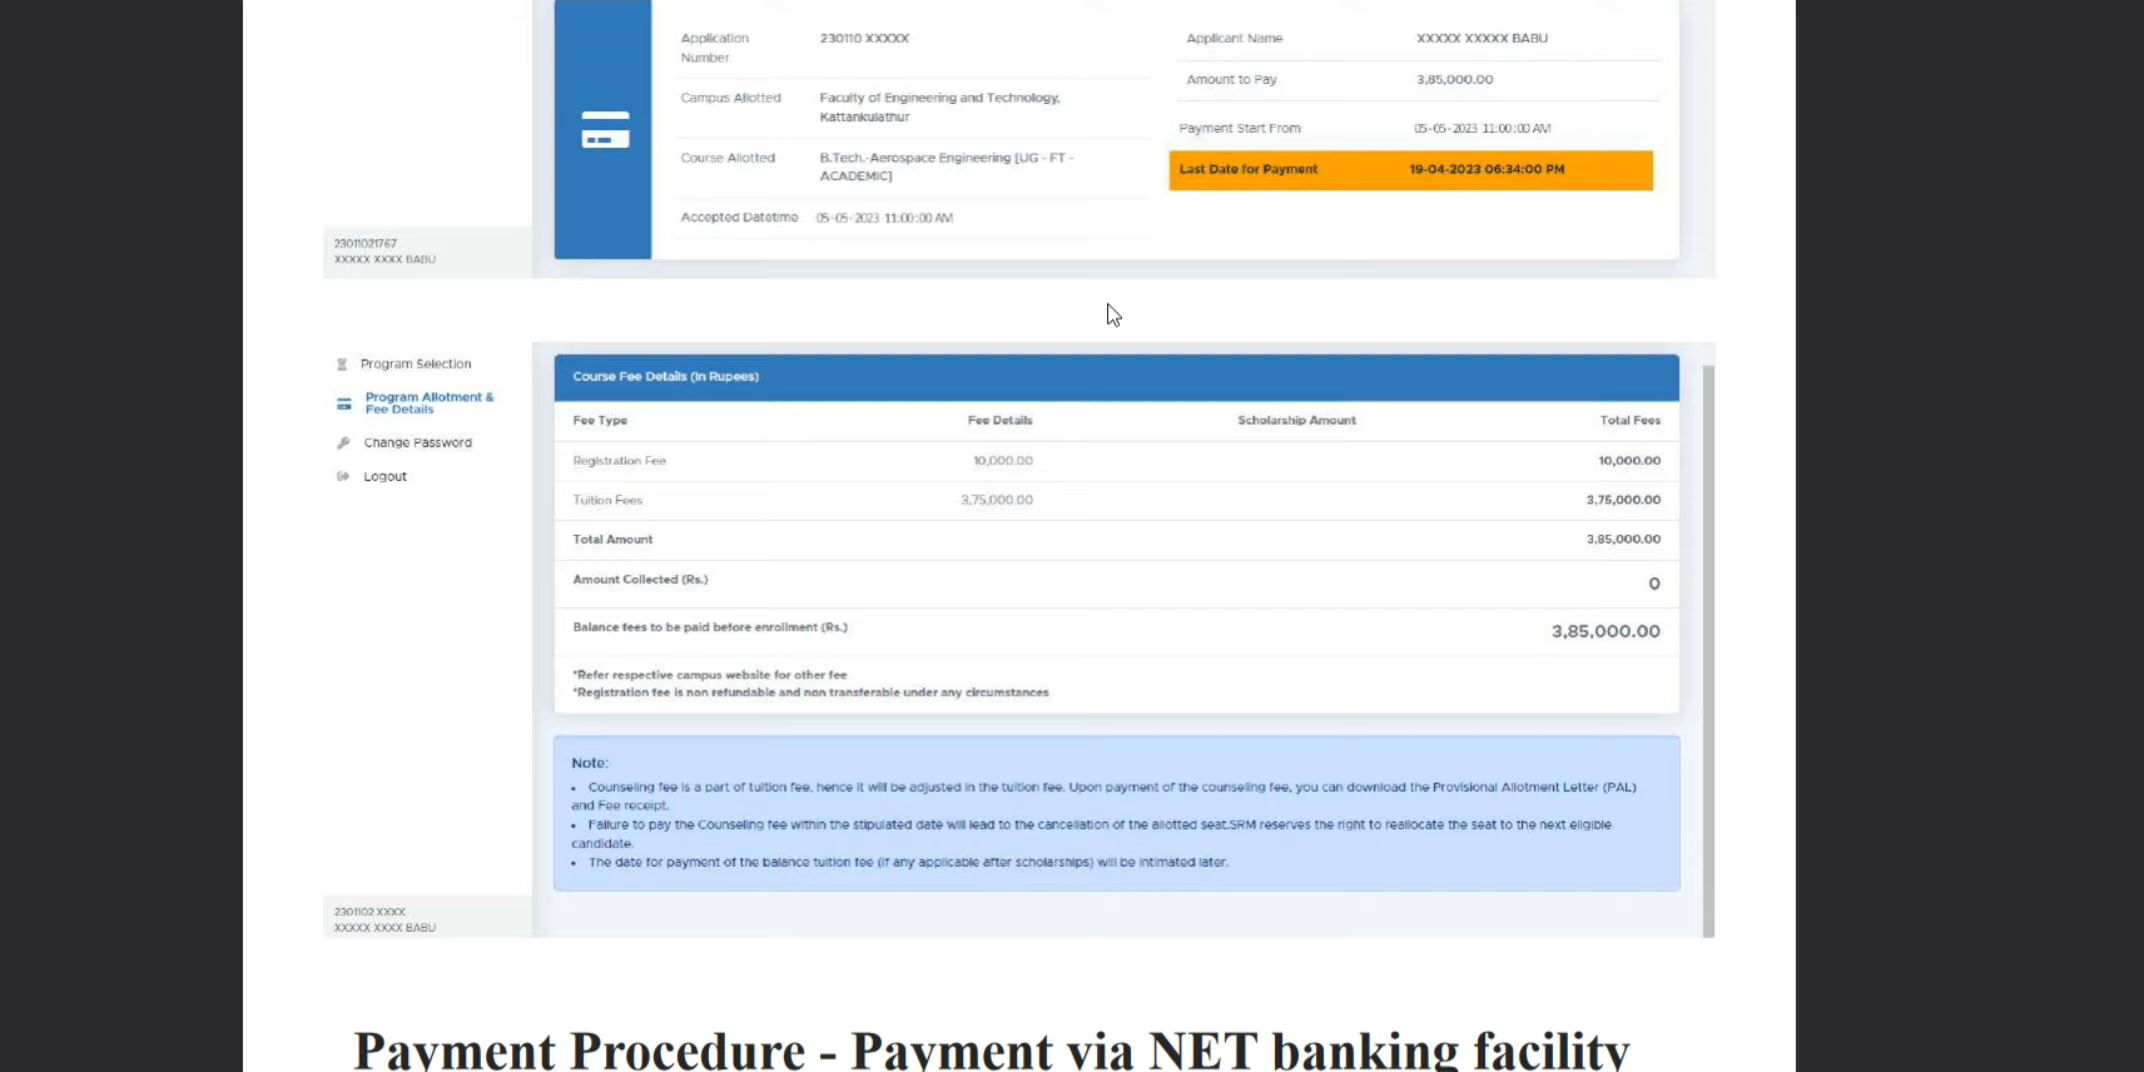 Application
Number
230110 XXXXX
Campus Allotted
Faculty of Engineering and Technology,
Kattankulathur
Course Allotted
B.Tech.-Aerospace Engineering [UG - FT -
ACADEMIC]
Accepted Datetime
05-05-2023 11:00:00 AM
Applicant Name
XXXXX XXXXX BABU
Amount to Pay
3,85,000.00
Payment Start From
05-05-2023 11:00:00 AM
Last Date for Payment
19-04-2023 06:34:00 PM
23011021767
XXXXX XXXX BABU
Program Selection
Program Allotment &
Fee Details
Change Password
Logout
Course Fee Details (In Rupees)
Fee Type Fee Details Scholarship Amount Total Fees
Registration Fee 10,000.00 10,000.00
Tuition Fees 3,75,000.00 3,75,000.00
Total Amount 3,85,000.00
Amount Collected (Rs.) 0
Balance fees to be paid before enrollment (Rs.) 3,85,000.00
*Refer respective campus website for other fee
*Registration fee is non refundable and non transferable under any circumstances
Note:
• Counseling fee is a part of tuition fee, hence it will be adjusted in the tuition fee. Upon payment of the counseling fee, you can download the Provisional Allotment Letter (PAL)
and Fee receipt.
• Failure to pay the Counseling fee within the stipulated date will lead to the cancellation of the allotted seat.SRM reserves the right to reallocate the seat to the next eligible
candidate.
• The date for payment of the balance tuition fee (if any applicable after scholarships) will be intimated later.
2301102 XXXX
XXXXX XXXX BABU
Payment Procedure - Payment via NET banking facility